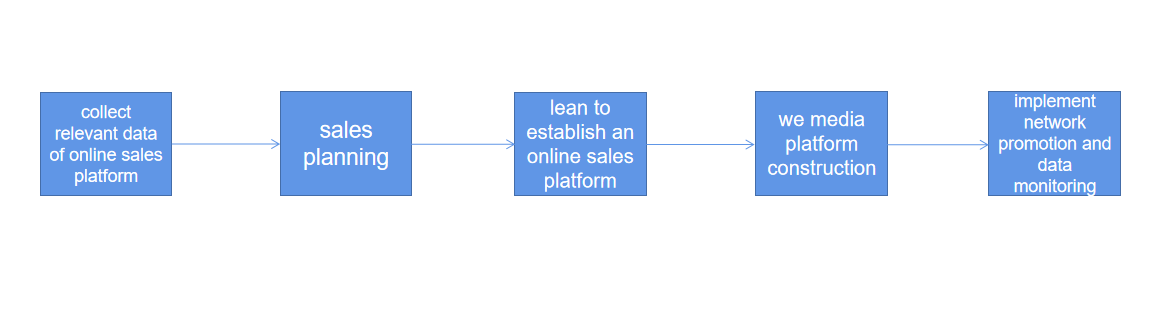 collect
relevant data
of online sales
platform
sales
planning
lean to
establish an
online sales
platform
we media
platform
construction
implement
network
promotion and
data
monitoring